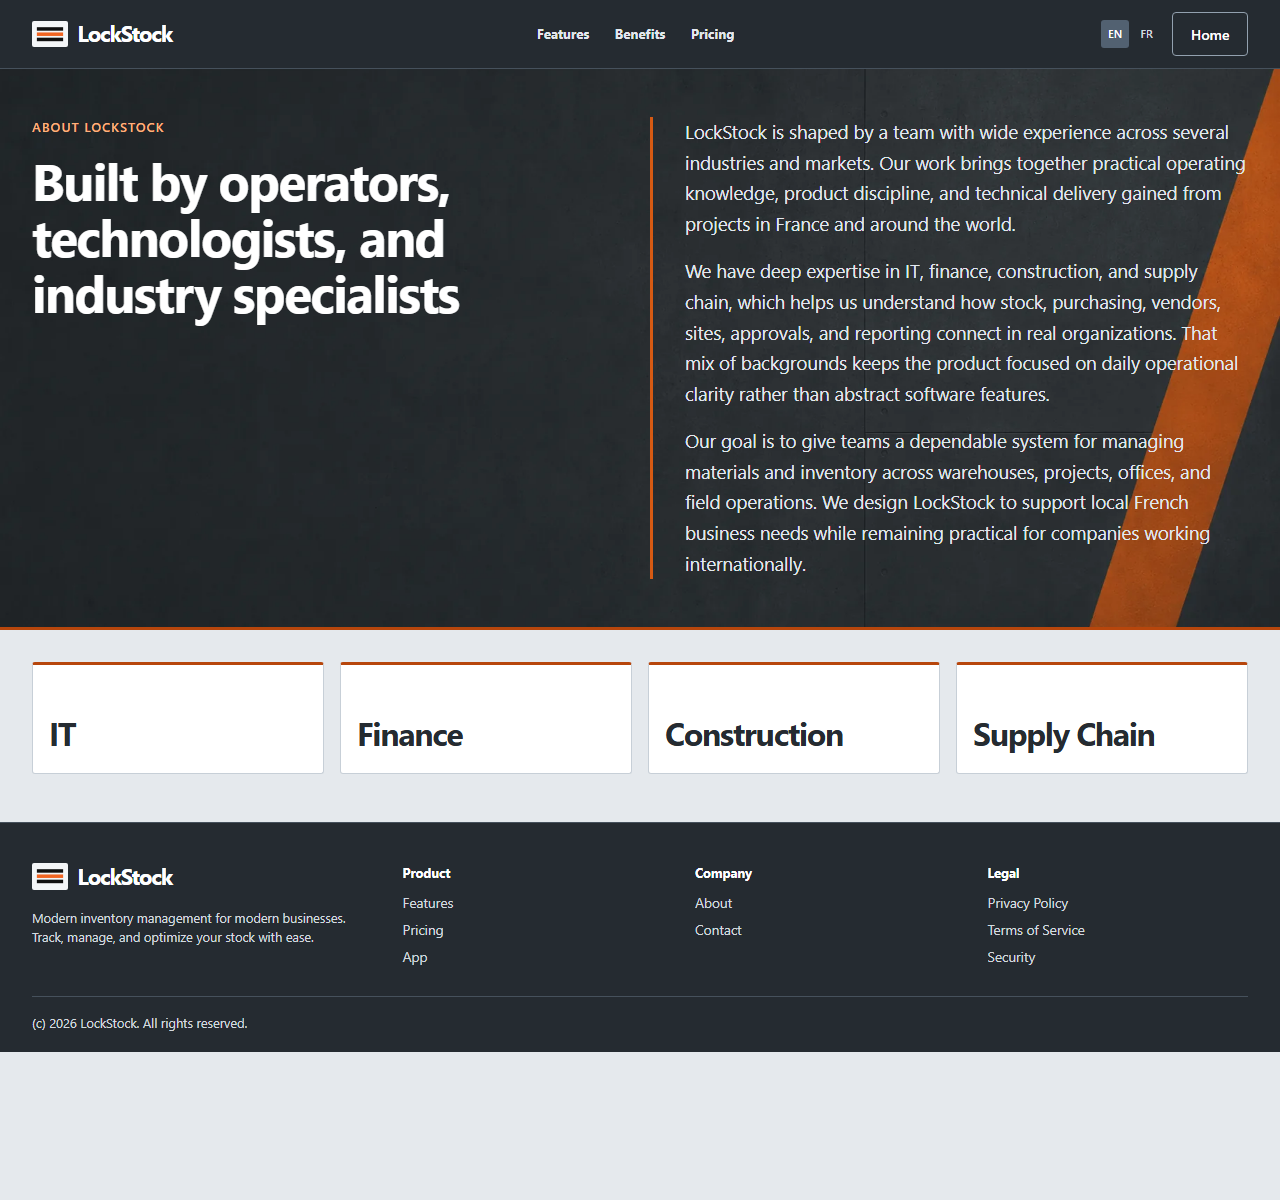 LockStock
Features Benefits Pricing
EN FR Home
ABOUT LOCKSTOCK
Built by operators,
technologists, and
industry specialists
LockStock is shaped by a team with wide experience across several
industries and markets. Our work brings together practical operating
knowledge, product discipline, and technical delivery gained from
projects in France and around the world.
We have deep expertise in IT, finance, construction, and supply
chain, which helps us understand how stock, purchasing, vendors,
sites, approvals, and reporting connect in real organizations. That
mix of backgrounds keeps the product focused on daily operational
clarity rather than abstract software features.
Our goal is to give teams a dependable system for managing
materials and inventory across warehouses, projects, offices, and
field operations. We design LockStock to support local French
business needs while remaining practical for companies working
internationally.
IT
Finance
Construction
Supply Chain
LockStock
Modern inventory management for modern businesses.
Track, manage, and optimize your stock with ease.
Product
Features
Pricing
App
Company
About
Contact
Legal
Privacy Policy
Terms of Service
Security
(c) 2026 LockStock. All rights reserved.